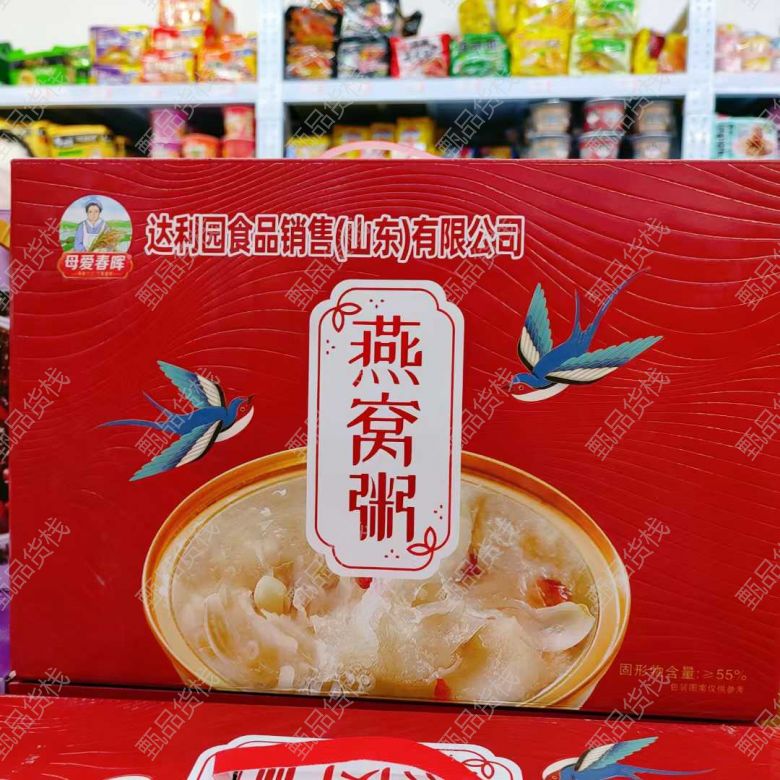 达利园食品销售(山东)有限公司
母爱春晖
燕窝粥
固形物含量:≥55%
包装图案仅供参考
甄品货栈